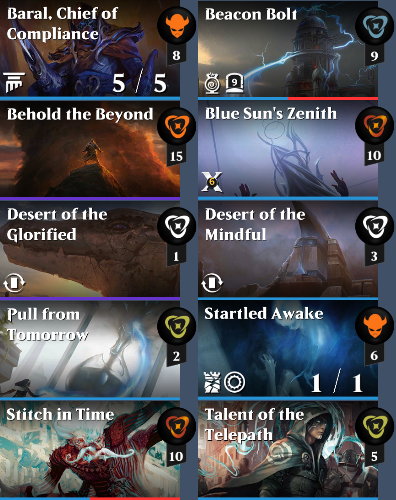 Baral, Chief of
Compliance
8
5 / 5
Beacon Bolt
9
9
Behold the Beyond
15
Blue Sun's Zenith
10
X
6
Desert of the
Glorified
1
Desert of the
Mindful
3
Pull from
Tomorrow
2
Startled Awake
6
1 / 1
Stitch in Time
10
Talent of the
Telepath
5